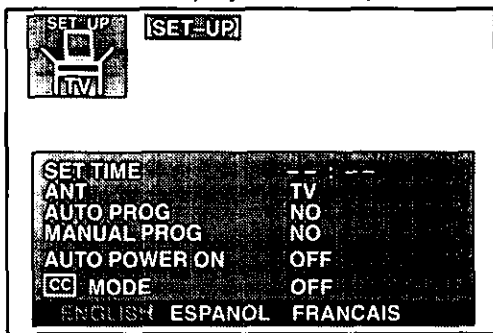 SET-UP [SET-UP]
TV
SET TIME --:--
ANT TV
AUTO PROG NO
MANUAL PROG NO
AUTO POWER ON OFF
CC MODE OFF
ENGLISH ESPANOL FRANCAIS